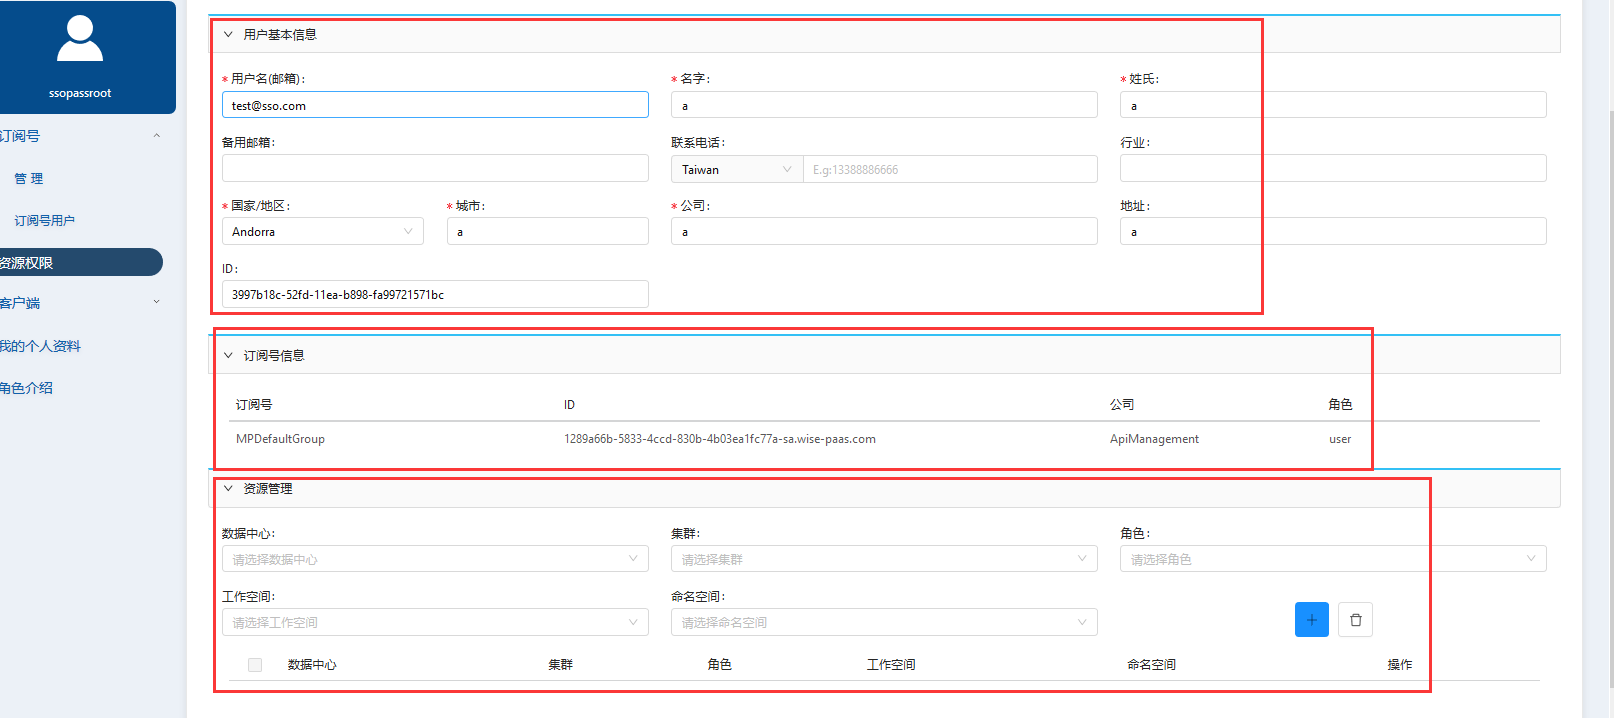 ssopassroot
订阅号
管 理
订阅号用户
资源权限
客户端
我的个人资料
角色介绍
用户基本信息
* 用户名(邮箱): * 名字: * 姓氏:
test@sso.com a a
备用邮箱: 联系电话: 行业:
Taiwan E.g:13388886666
* 国家/地区: * 城市: * 公司: 地址:
Andorra a a a
ID:
3997b18c-52fd-11ea-b898-fa99721571bc
订阅号信息
订阅号 ID 公司 角色
MPDefaultGroup 1289a66b-5833-4ccd-830b-4b03ea1fc77a-sa.wise-paas.com ApiManagement user
资源管理
数据中心: 集群: 角色:
请选择数据中心 请选择集群 请选择角色
工作空间: 命名空间:
请选择工作空间 请选择命名空间
数据中心 集群 角色 工作空间 命名空间 操作